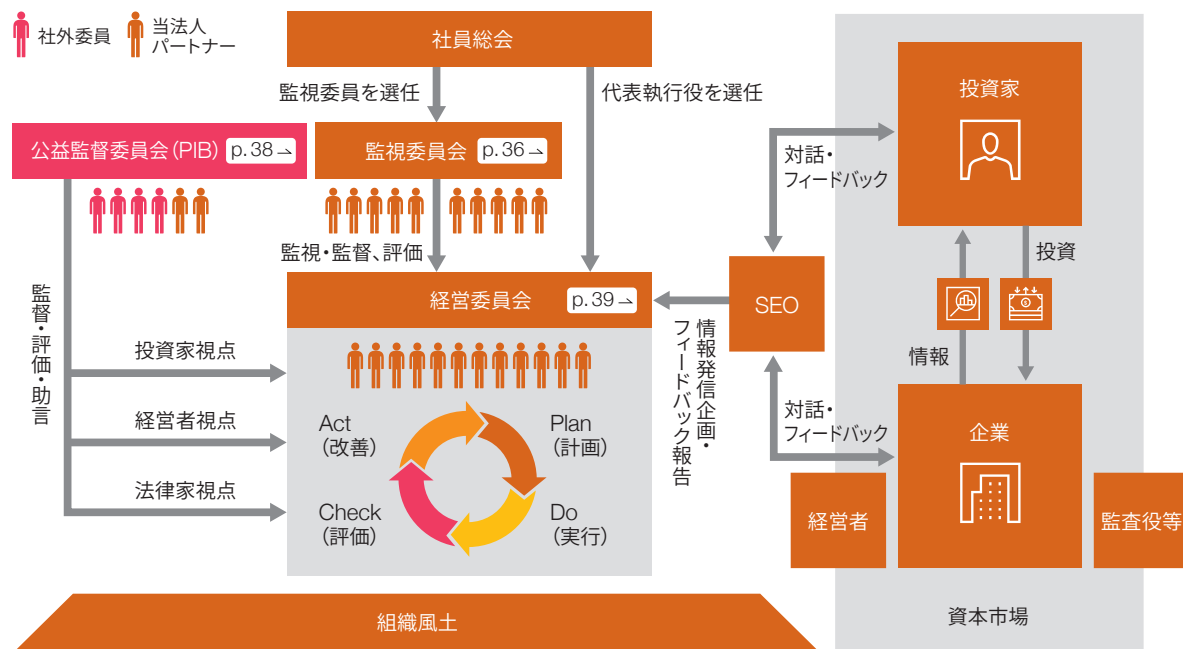 社外委員
当法人
パートナー
社員総会
監視委員を選任
代表執行役を選任
公益監督委員会(PIB) p.38→
監視委員会 p.36→
監視・監督、評価
経営委員会 p.39→
監督・評価・助言
投資家視点
経営者視点
法律家視点
Act
(改善)
Plan
(計画)
Check
(評価)
Do
(実行)
組織風土
情報発信企画・
フィードバック報告
SEO
対話・
フィードバック
対話・
フィードバック
投資家
投資
情報
企業
経営者
監査役等
資本市場